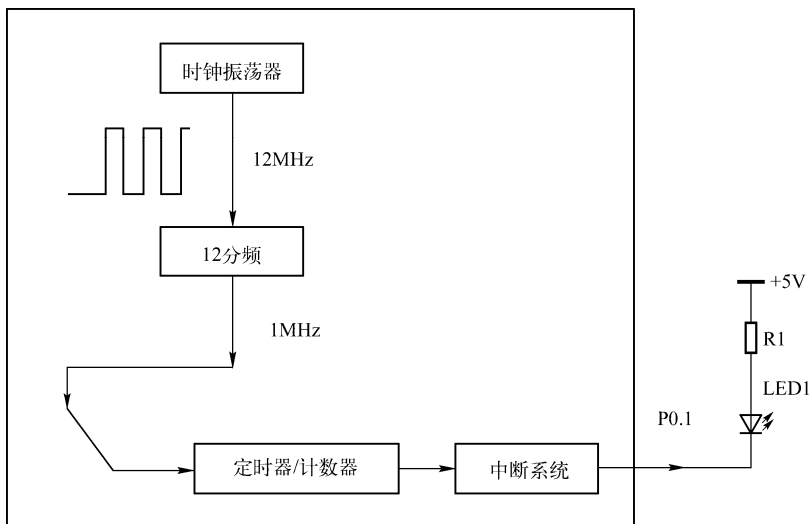 时钟振荡器
12MHz
12分频
1MHz
+5V
R1
LED1
P0.1
定时器/计数器
中断系统